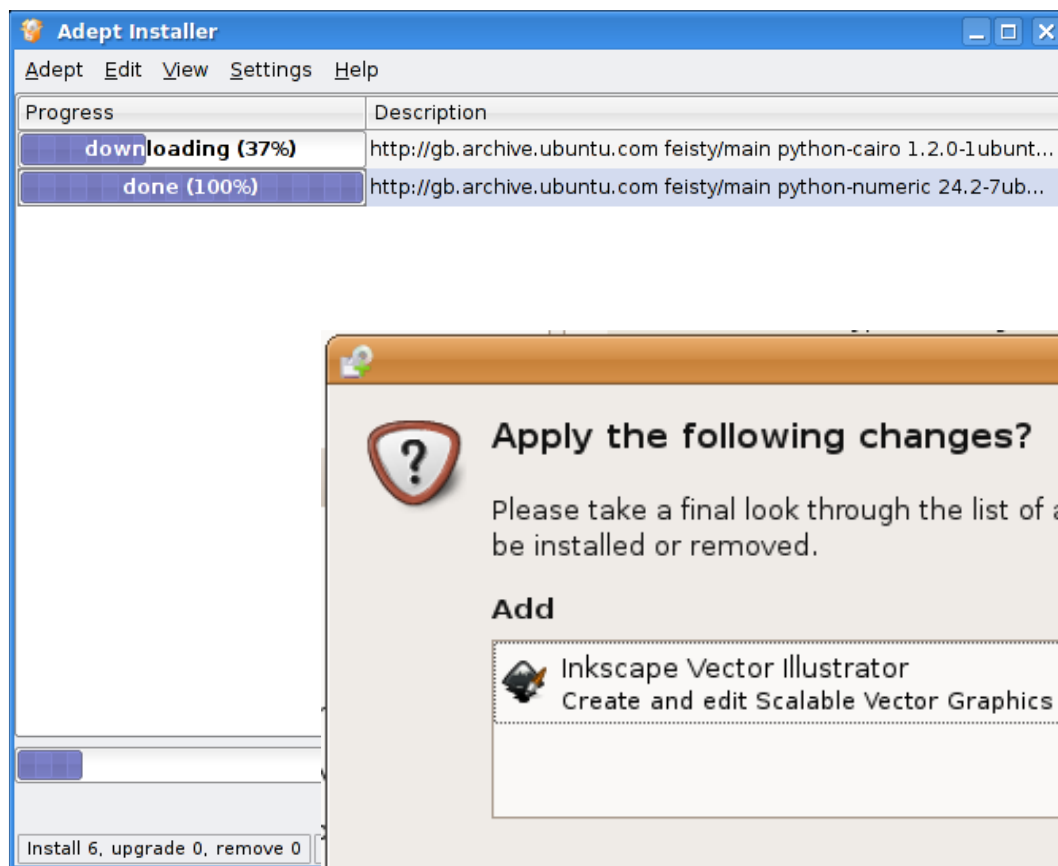 Adept Installer
Adept Edit View Settings Help
Progress Description
downloading (37%) http://gb.archive.ubuntu.com feisty/main python-cairo 1.2.0-1ubunt...
done (100%) http://gb.archive.ubuntu.com feisty/main python-numeric 24.2-7ub...
Apply the following changes?
Please take a final look through the list of a
be installed or removed.
Add
Inkscape Vector Illustrator
Create and edit Scalable Vector Graphics
Install 6, upgrade 0, remove 0